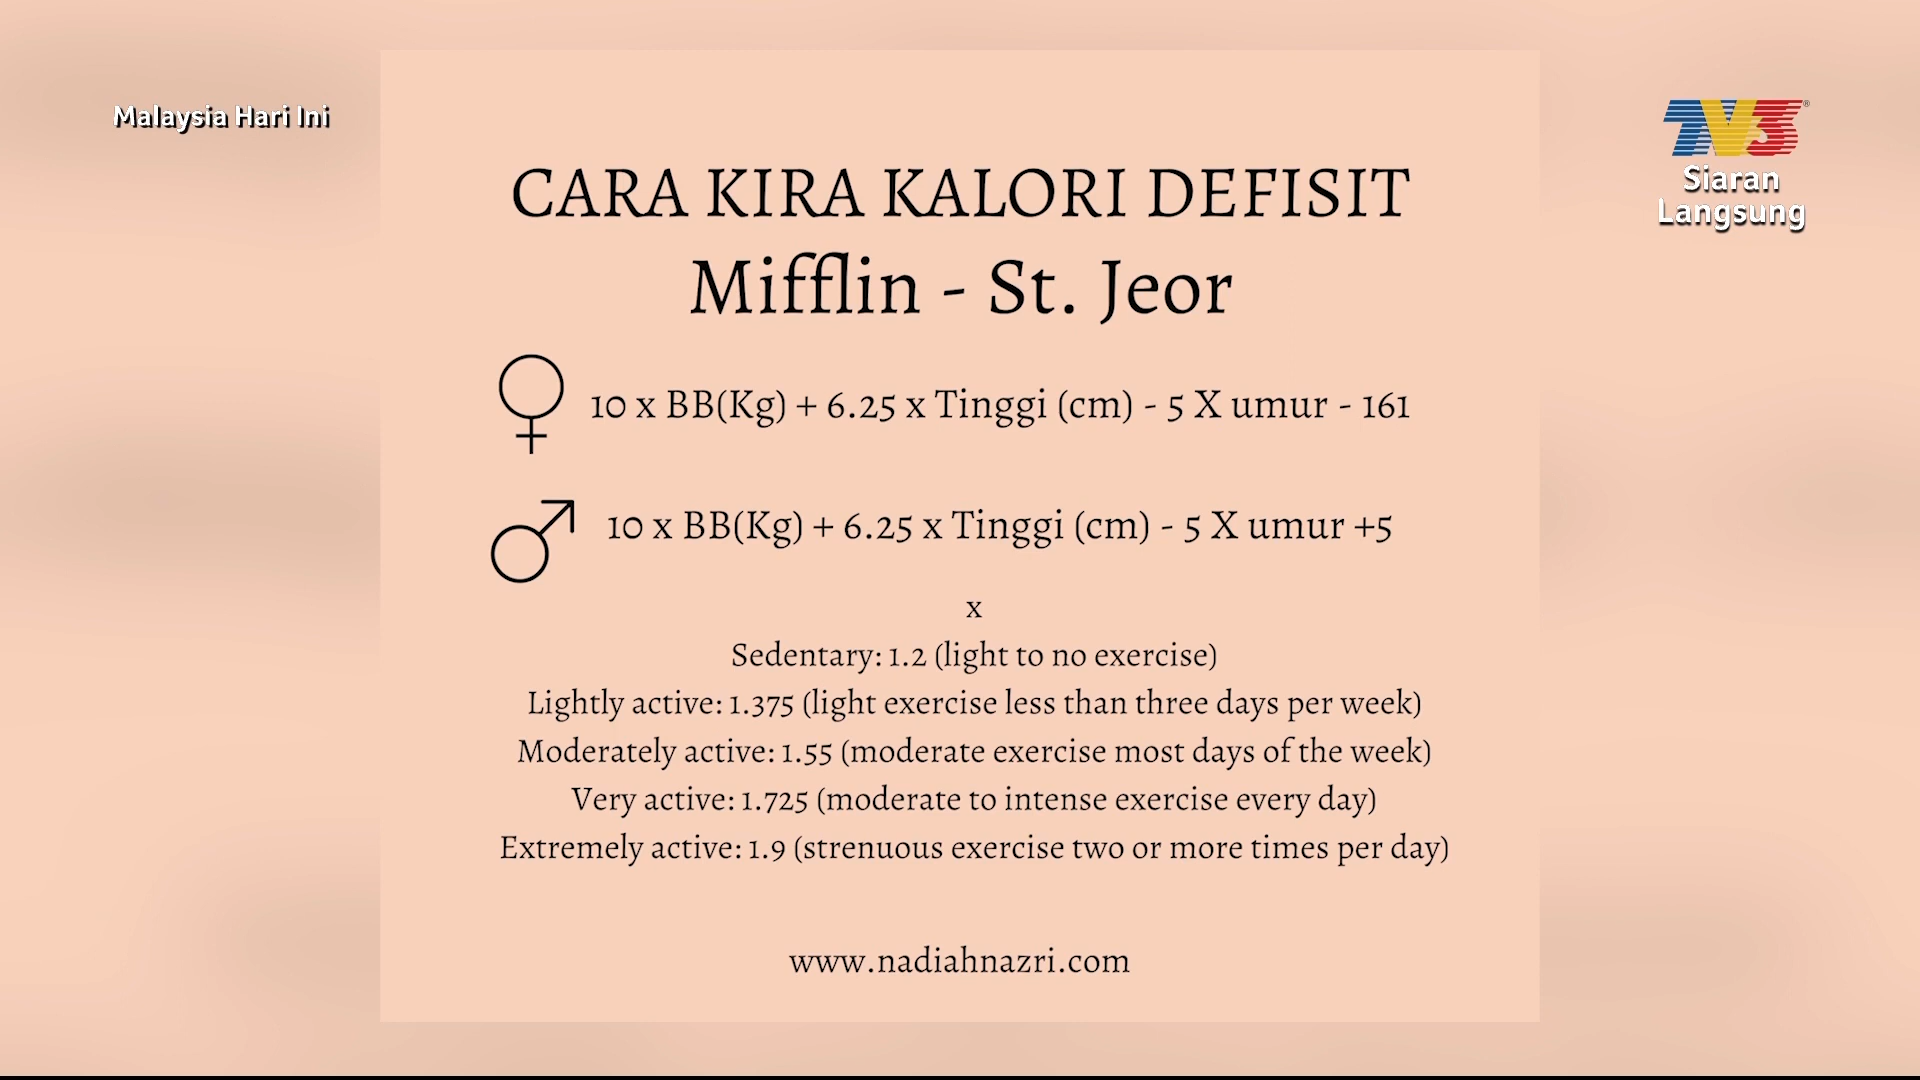 Malaysia Hari Ini
TV3
Siaran
Langsung
CARA KIRA KALORI DEFISIT
Mifflin - St. Jeor
10 x BB(Kg) + 6.25 x Tinggi (cm) - 5 X umur - 161
10 x BB(Kg) + 6.25 x Tinggi (cm) - 5 X umur +5
x
Sedentary: 1.2 (light to no exercise)
Lightly active: 1.375 (light exercise less than three days per week)
Moderately active: 1.55 (moderate exercise most days of the week)
Very active: 1.725 (moderate to intense exercise every day)
Extremely active: 1.9 (strenuous exercise two or more times per day)
www.nadiahnazri.com